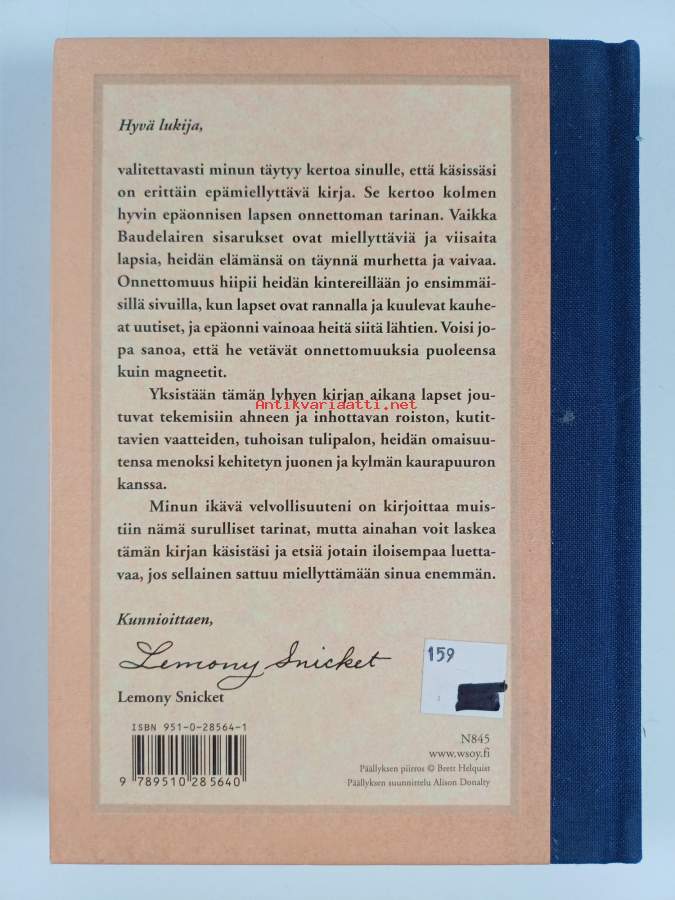 Hyvä lukija,
valitettavasti minun täytyy kertoa sinulle, että käsissäsi
on erittäin epämiellyttävä kirja. Se kertoo kolmen
hyvin epäonnisen lapsen onnettoman tarinan. Vaikka
Baudelairen sisarukset ovat miellyttäviä ja viisaita
lapsia, heidän elämänsä on täynnä murhetta ja vaivaa.
Onnettomuus hiipii heidän kintereillään jo ensimmäi-
sillä sivuilla, kun lapset ovat rannalla ja kuulevat kauhe-
at uutiset, ja epäonni vainoaa heitä siitä lähtien. Voisi jo-
pa sanoa, että he vetävät onnettomuuksia puoleensa
kuin magneetit.
Yksistään tämän lyhyen kirjan aikana lapset jou-
Antikvariaatti.net
tuvat tekemisiin ahneen ja inhottavan roiston, kutit-
tavien vaatteiden, tuhoisan tulipalon, heidän omaisuu-
tensa menoksi kehitetyn juonen ja kylmän kaurapuuron
kanssa.
Minun ikävä velvollisuuteni on kirjoittaa muis-
tiin nämä surulliset tarinat, mutta ainahan voit laskea
tämän kirjan käsistäsi ja etsiä jotain iloisempaa luetta-
vaa, jos sellainen sattuu miellyttämään sinua enemmän.
Kunnioittaen,
Lemony Snicket
159
Lemony Snicket
ISBN 951-0-28564-1
9 789510 285640
N845
www.wsoy.fi
Päällyksen piirros © Brett Helquist
Päällyksen suunnittelu Alison Donalty